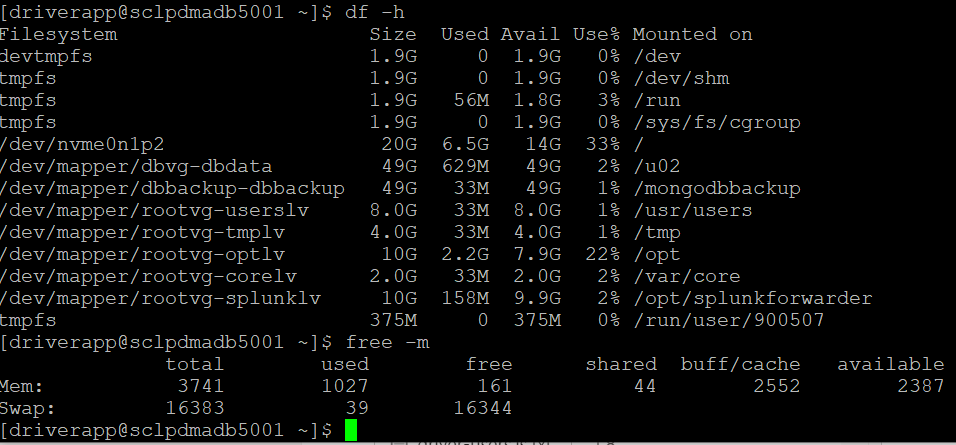 [driverapp@sclpdmadb5001 ~]$ df -h
Filesystem                     Size  Used Avail Use% Mounted on
devtmpfs                       1.9G     0  1.9G   0% /dev
tmpfs                          1.9G     0  1.9G   0% /dev/shm
tmpfs                          1.9G   56M  1.8G   3% /run
tmpfs                          1.9G     0  1.9G   0% /sys/fs/cgroup
/dev/nvme0n1p2                  20G  6.5G   14G  33% /
/dev/mapper/dbvg-dbdata         49G  629M   49G   2% /u02
/dev/mapper/dbbackup-dbbackup   49G   33M   49G   1% /mongodbbackup
/dev/mapper/rootvg-userslv     8.0G   33M  8.0G   1% /usr/users
/dev/mapper/rootvg-tmplv       4.0G   33M  4.0G   1% /tmp
/dev/mapper/rootvg-optlv        10G  2.2G  7.9G  22% /opt
/dev/mapper/rootvg-corelv      2.0G   33M  2.0G   2% /var/core
/dev/mapper/rootvg-splunklv     10G  158M  9.9G   2% /opt/splunkforwarder
tmpfs                          375M     0  375M   0% /run/user/900507
[driverapp@sclpdmadb5001 ~]$ free -m
              total        used        free      shared  buff/cache   available
Mem:           3741        1027         161          44        2552        2387
Swap:         16383          39       16344
[driverapp@sclpdmadb5001 ~]$